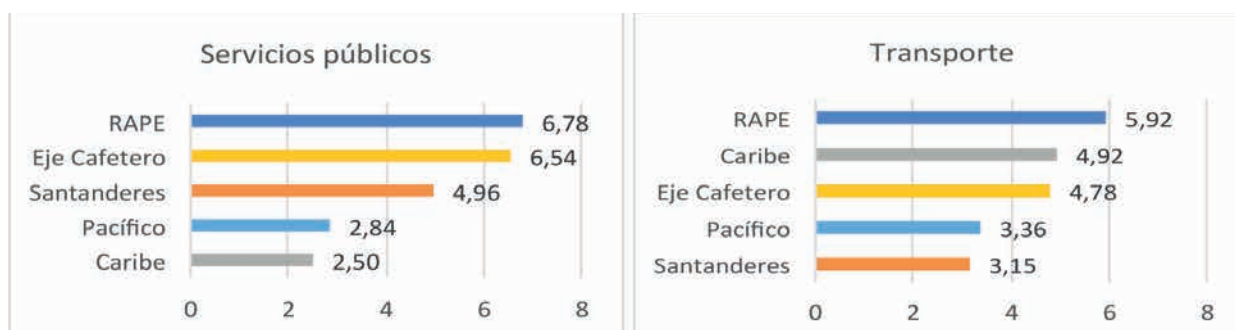 Servicios públicos
RAPE 6,78
Eje Cafetero 6,54
Santanderes 4,96
Pacífico 2,84
Caribe 2,50
0 2 4 6 8
Transporte
RAPE 5,92
Caribe 4,92
Eje Cafetero 4,78
Pacífico 3,36
Santanderes 3,15
0 2 4 6 8